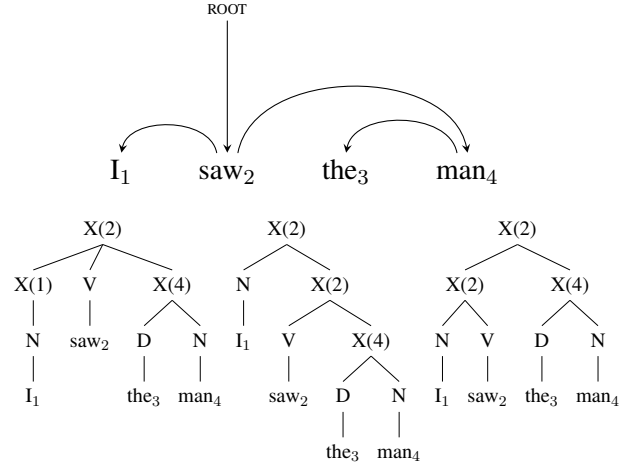 ROOT
I₁ saw₂ the₃ man₄
X(2) X(2) X(2)
X(1) V X(4) N X(2) X(2) X(4)
N saw₂ D N I₁ V X(4) N V D N
I₁ the₃ man₄ saw₂ D N I₁ saw₂ the₃ man₄
the₃ man₄